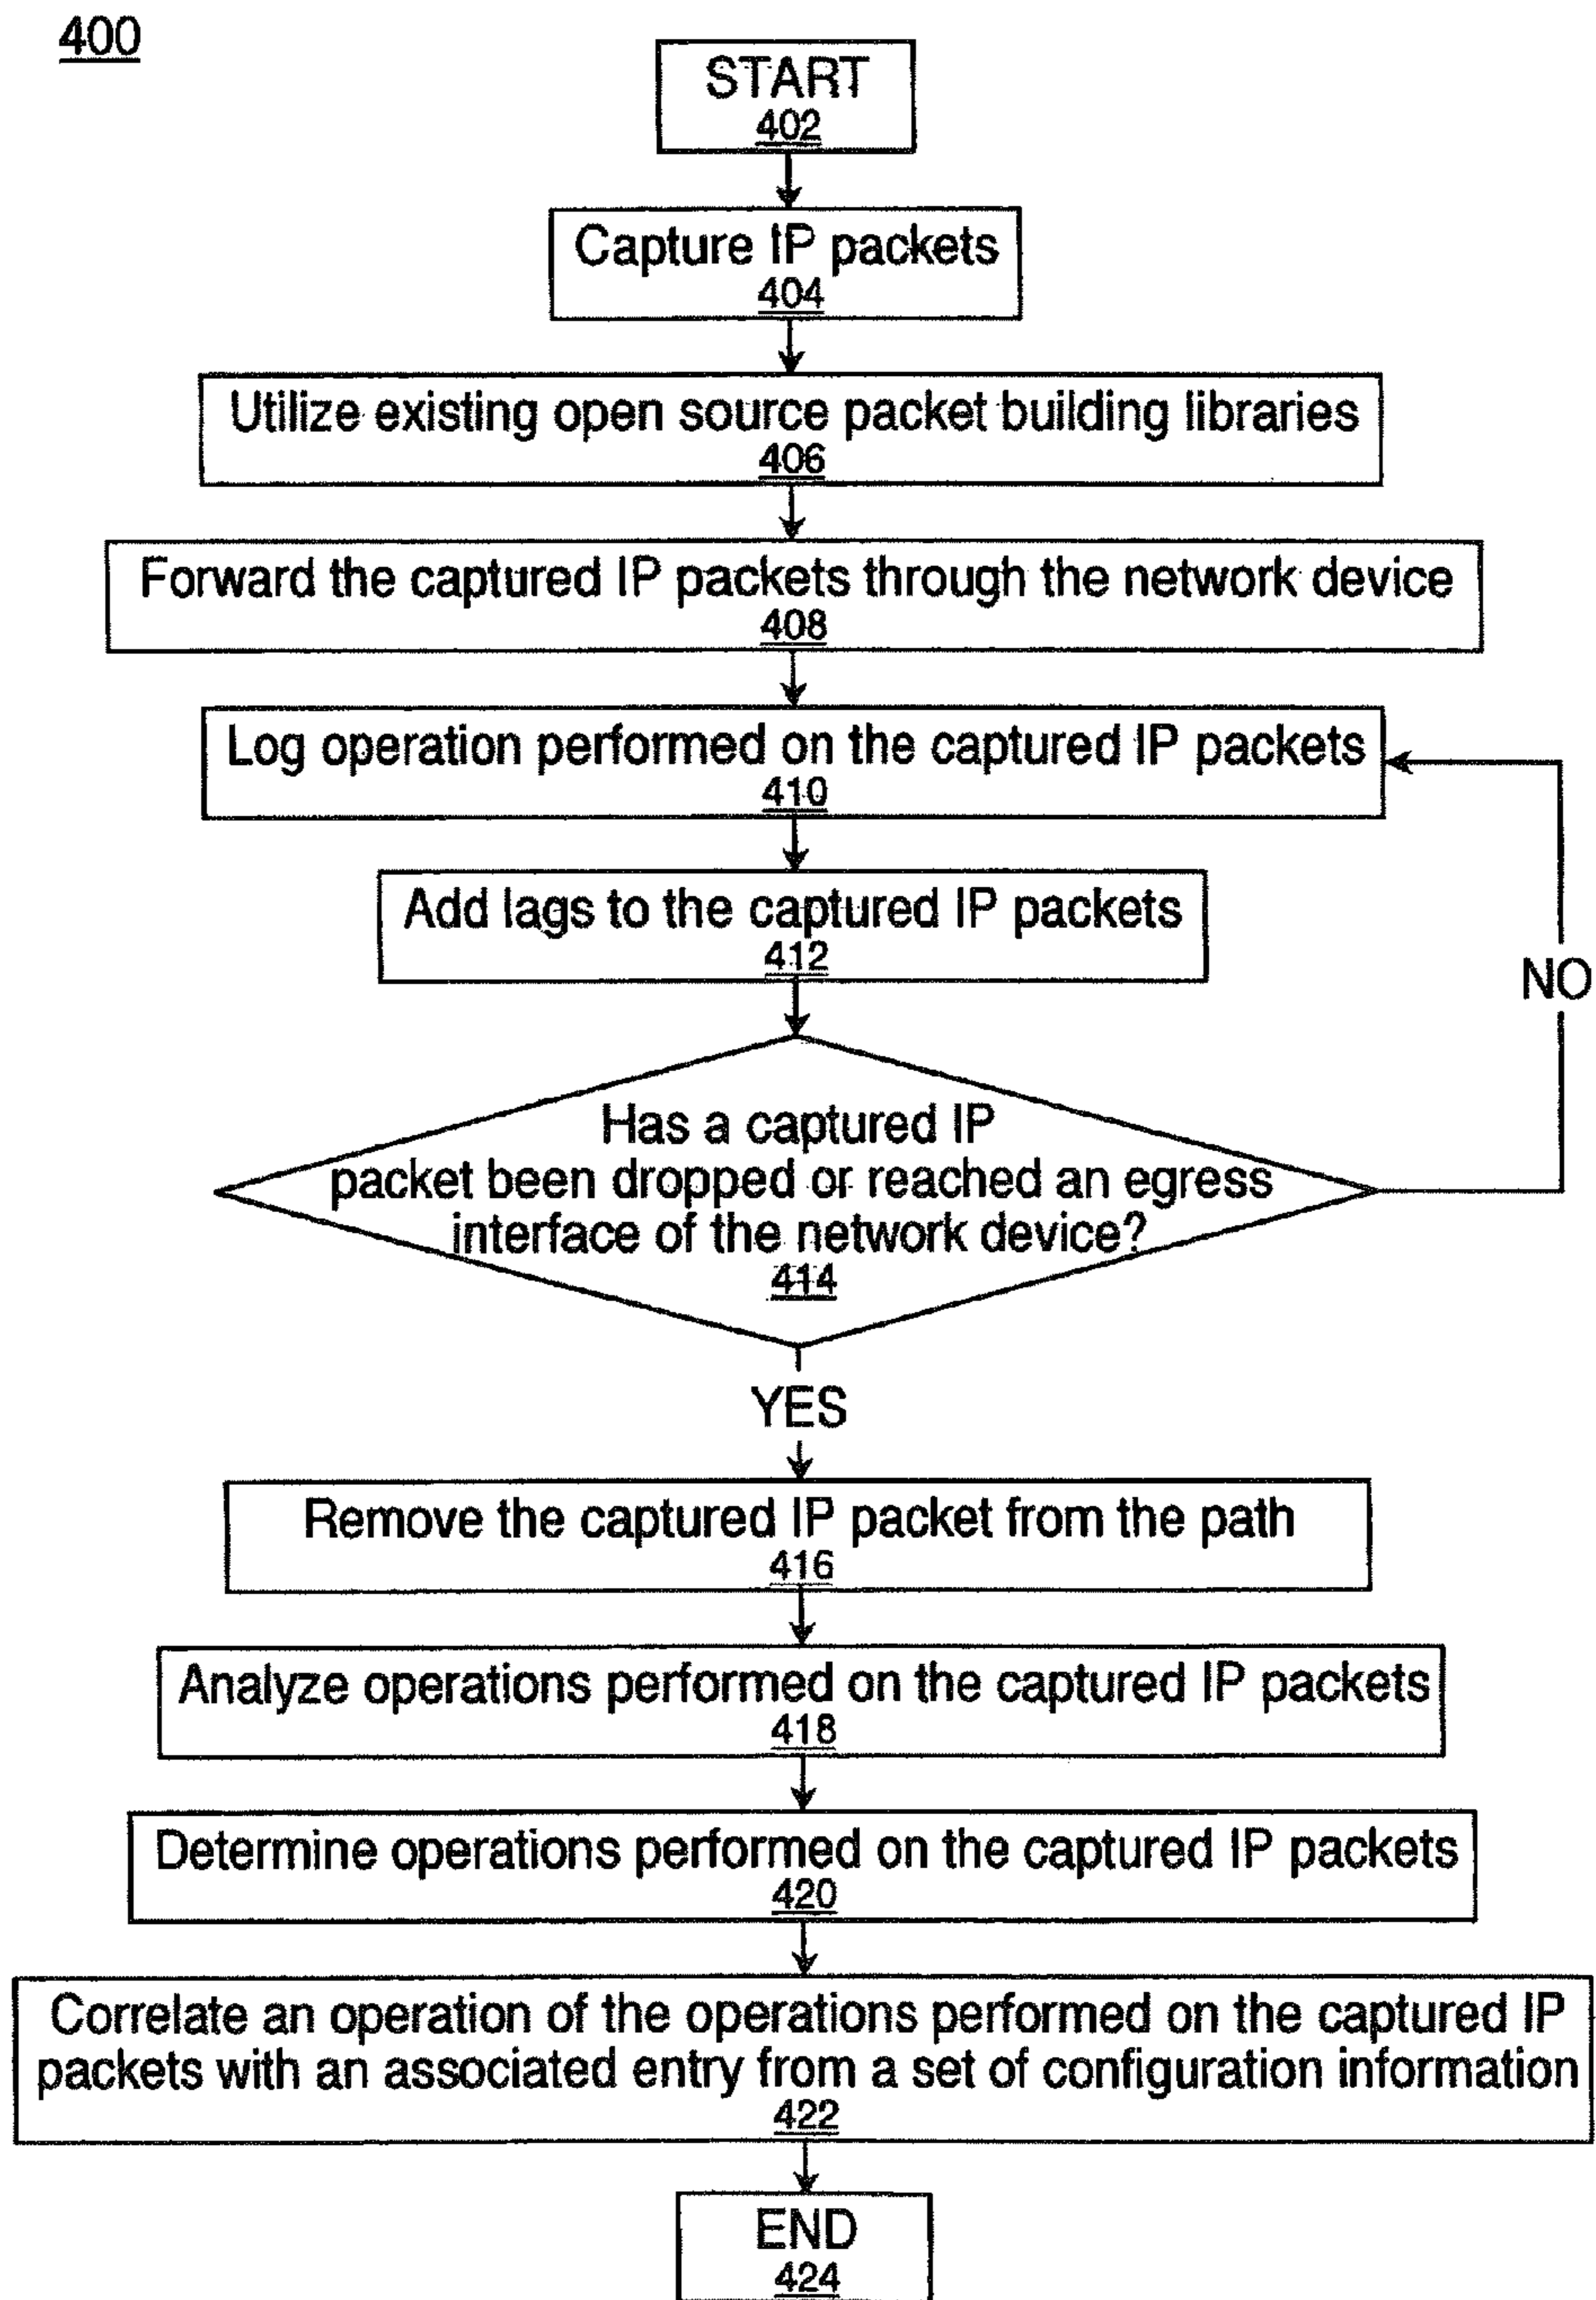 400
START
402
Capture IP packets
404
Utilize existing open source packet building libraries
406
Forward the captured IP packets through the network device
408
Log operation performed on the captured IP packets
410
Add lags to the captured IP packets
412
NO
Has a captured IP
packet been dropped or reached an egress
interface of the network device?
414
YES
Remove the captured IP packet from the path
416
Analyze operations performed on the captured IP packets
418
Determine operations performed on the captured IP packets
420
Correlate an operation of the operations performed on the captured IP
packets with an associated entry from a set of configuration information
422
END
424